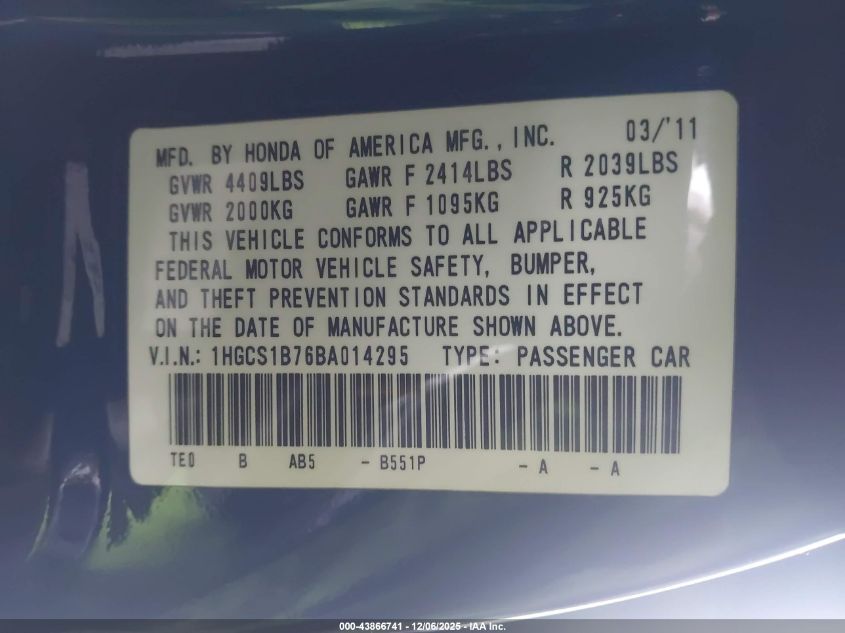 MFD. BY HONDA OF AMERICA MFG., INC. 03/'11
GVWR 4409LBS GAWR F 2414LBS R 2039LBS
GVWR 2000KG GAWR F 1095KG R 925KG
THIS VEHICLE CONFORMS TO ALL APPLICABLE
FEDERAL MOTOR VEHICLE SAFETY, BUMPER,
AND THEFT PREVENTION STANDARDS IN EFFECT
ON THE DATE OF MANUFACTURE SHOWN ABOVE.
V.I.N.: 1HGCS1B76BA014295 TYPE: PASSENGER CAR
TE0 B AB5 - B551P - A - A
000-43866741 - 12/06/2025 - IAA Inc.